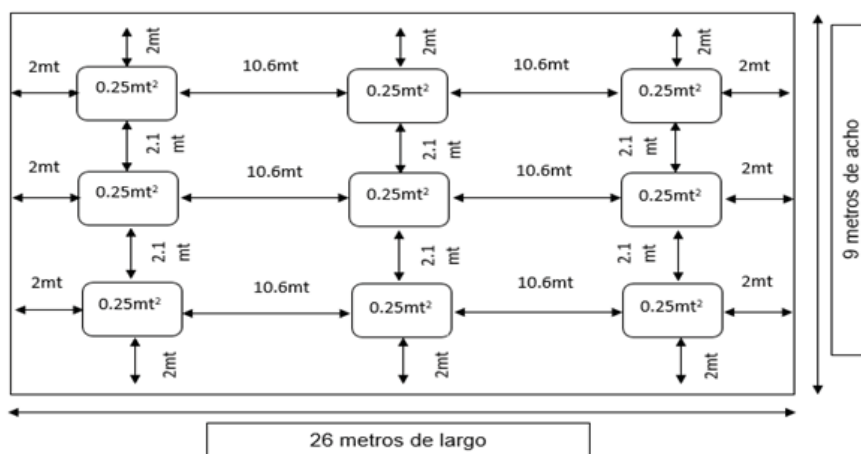 2mt 2mt 2mt
2mt 10.6mt 10.6mt 2mt
0.25mt² 0.25mt² 0.25mt²
2.1 mt 2.1 mt 2.1 mt
2mt 10.6mt 10.6mt 2mt
0.25mt² 0.25mt² 0.25mt²
2.1 mt 2.1 mt 2.1 mt
2mt 10.6mt 10.6mt 2mt
0.25mt² 0.25mt² 0.25mt²
2mt 2mt 2mt
9 metros de acho
26 metros de largo